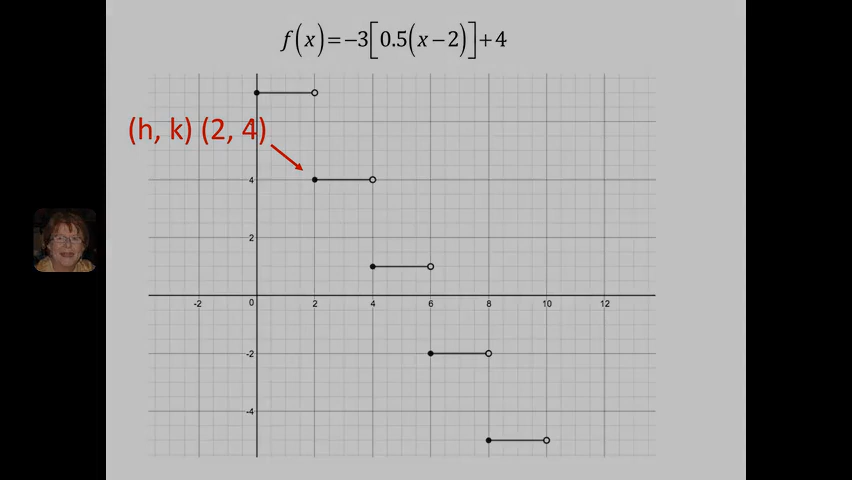 f(x)=−3[0.5(x−2)]+4
(h, k) (2, 4)
4
2
-2 0 2 4 6 8 10 12
-2
-4